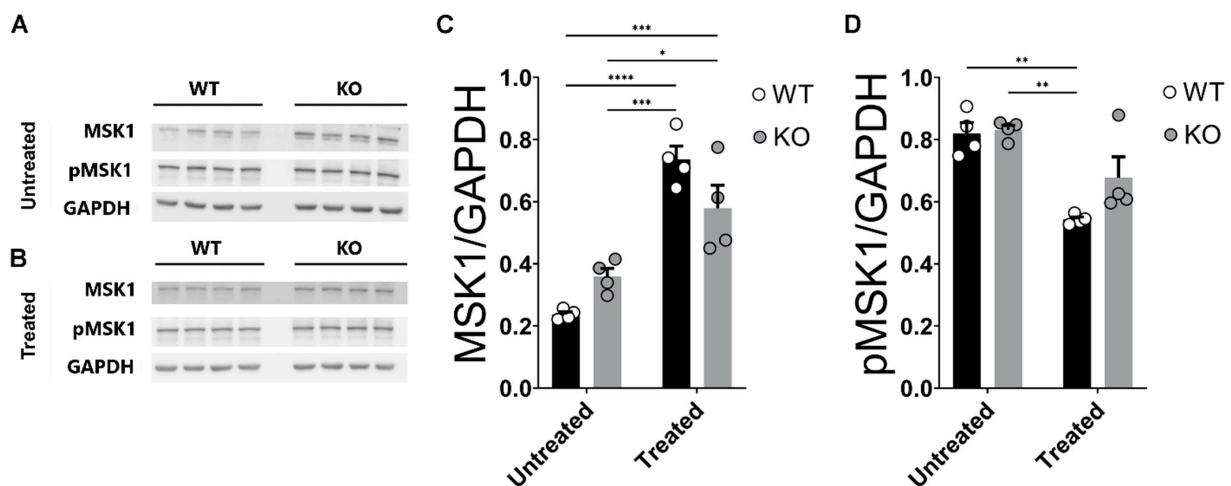 A
WT KO
Untreated
MSK1
pMSK1
GAPDH
B
WT KO
Treated
MSK1
pMSK1
GAPDH
C
MSK1/GAPDH
1.0
0.8
0.6
0.4
0.2
0.0
***
*
****
***
WT
KO
Untreated
Treated
D
pMSK1/GAPDH
1.0
0.8
0.6
0.4
0.2
0.0
**
**
WT
KO
Untreated
Treated